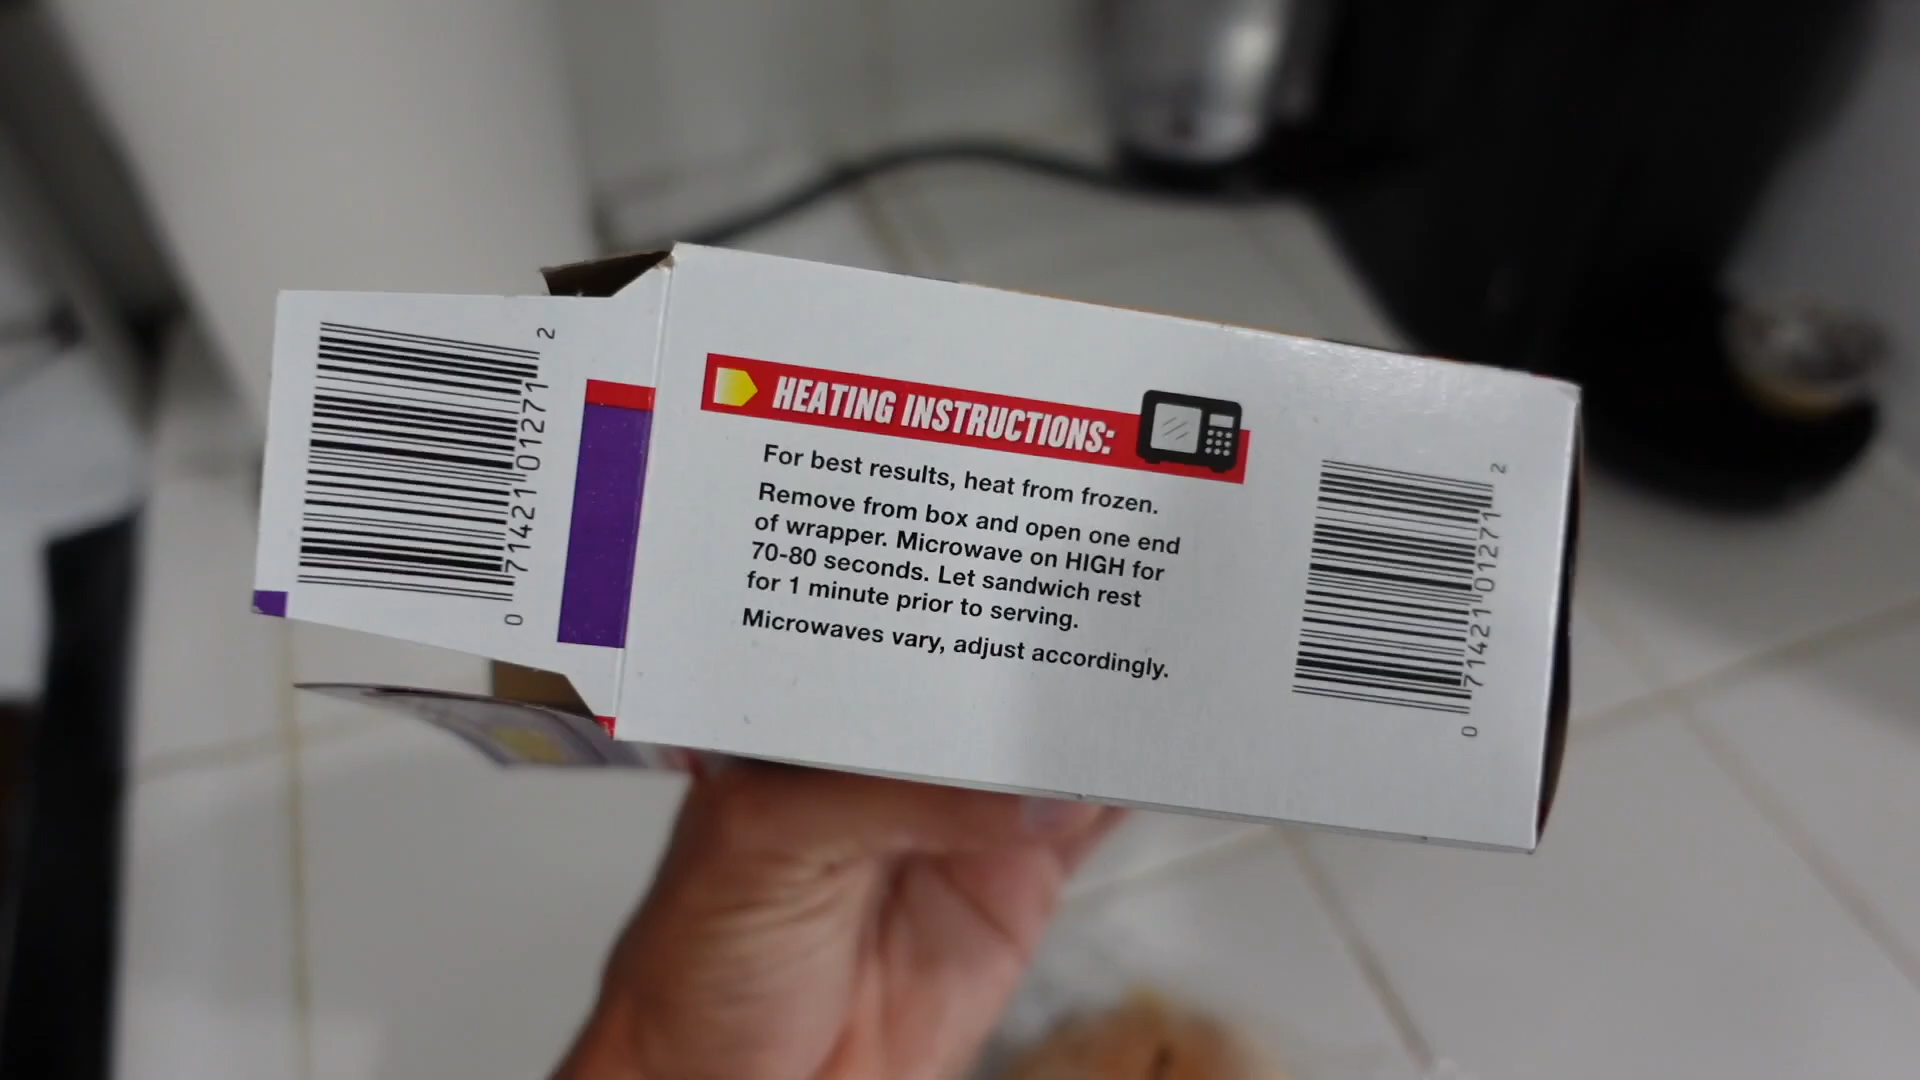 HEATING INSTRUCTIONS:
For best results, heat from frozen.
Remove from box and open one end
of wrapper. Microwave on HIGH for
70-80 seconds. Let sandwich rest
for 1 minute prior to serving.
Microwaves vary, adjust accordingly.
0 71421 01271 2
0 71421 01271 2